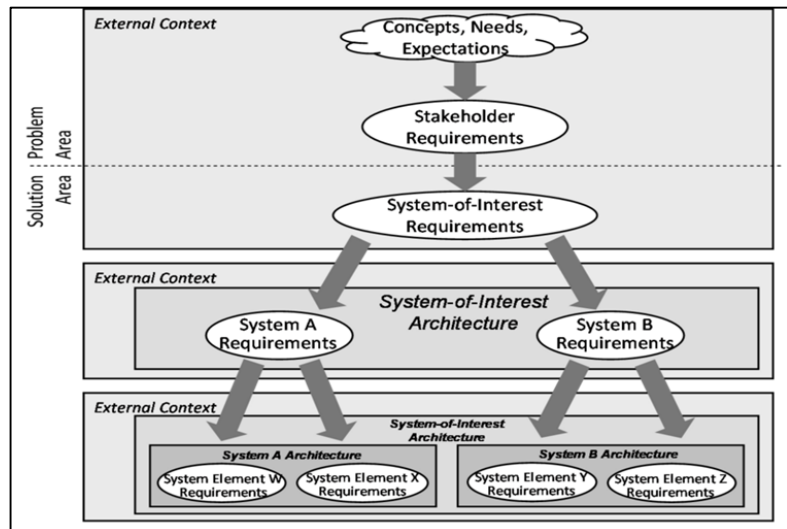 External Context
Concepts, Needs,
Expectations
Problem
Area
Stakeholder
Requirements
Solution
Area
System-of-Interest
Requirements
External Context
System-of-Interest
Architecture
System A
Requirements
System B
Requirements
External Context
System-of-Interest
Architecture
System A Architecture
System B Architecture
System Element W
Requirements
System Element X
Requirements
System Element Y
Requirements
System Element Z
Requirements